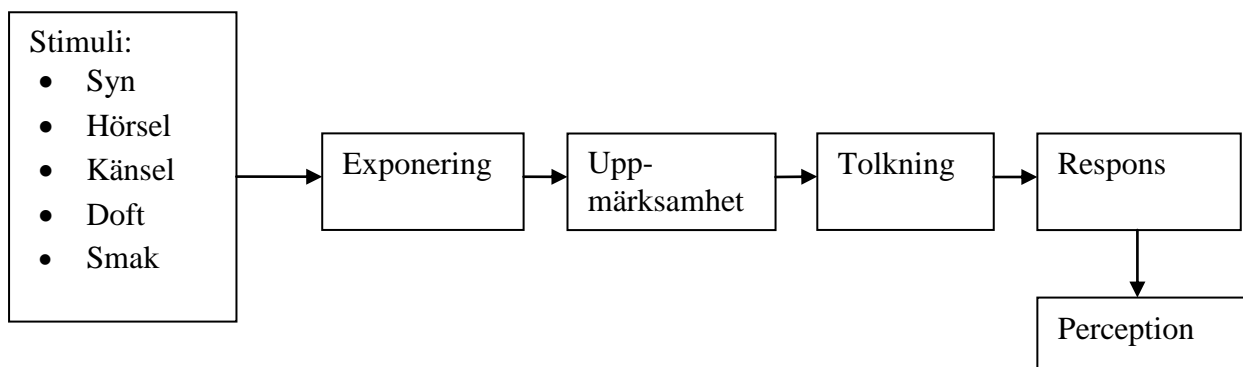 Stimuli:
• Syn
• Hörsel
• Känsel
• Doft
• Smak
Exponering
Upp-
märksamhet
Tolkning
Respons
Perception